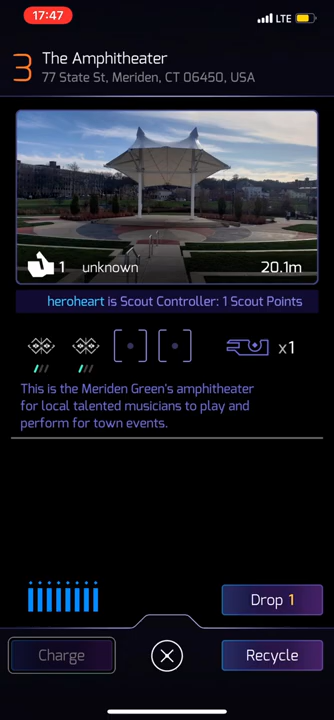 17:47
LTE
3
The Amphitheater
77 State St, Meriden, CT 06450, USA
1 unknown 20.1m
heroheart is Scout Controller: 1 Scout Points
x1
This is the Meriden Green's amphitheater
for local talented musicians to play and
perform for town events.
Drop 1
Charge
Recycle